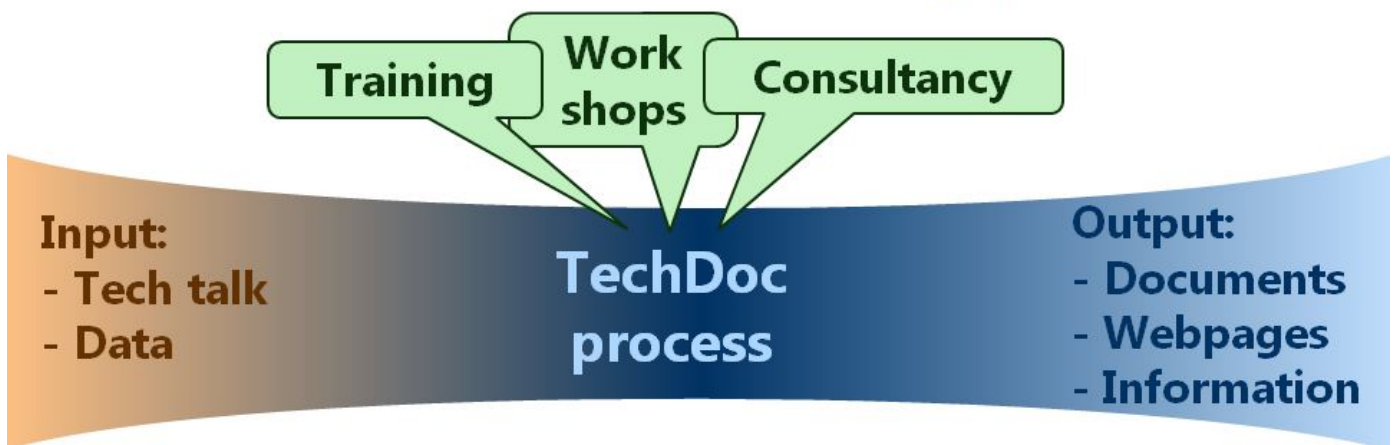 Training
Work
shops
Consultancy
Input:
- Tech talk
- Data
TechDoc
process
Output:
- Documents
- Webpages
- Information